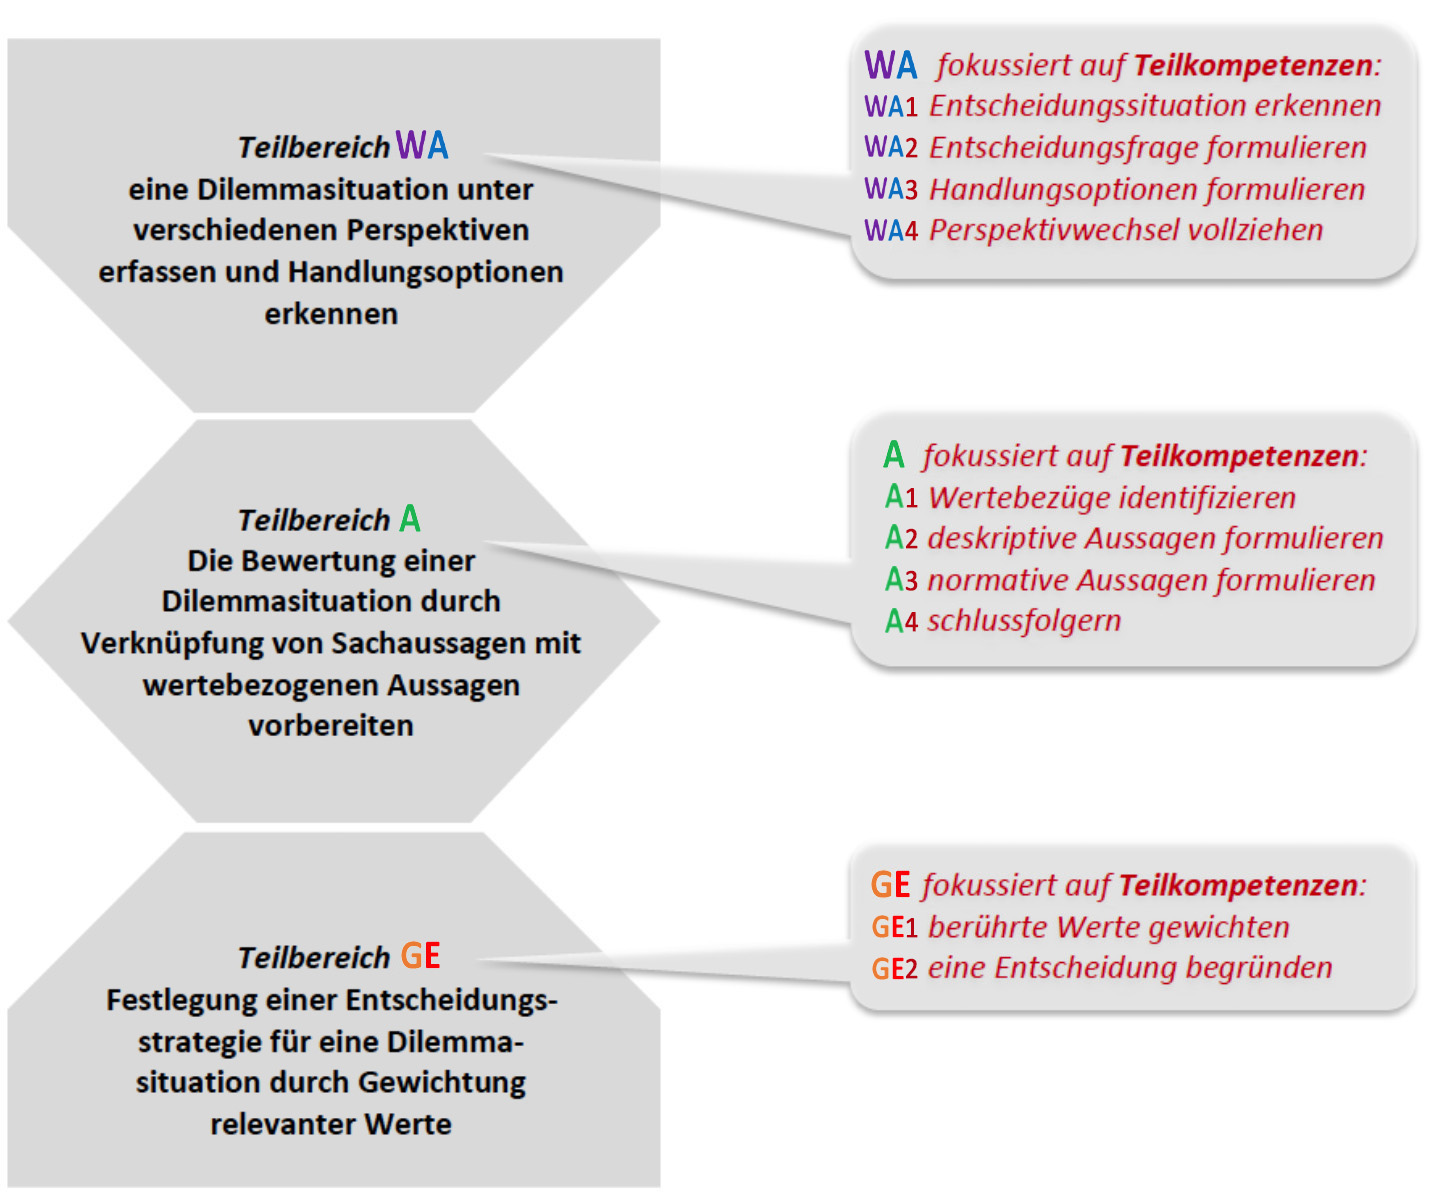 Teilbereich WA
eine Dilemmasituation unter
verschiedenen Perspektiven
erfassen und Handlungsoptionen
erkennen
WA fokussiert auf Teilkompetenzen:
WA1 Entscheidungssituation erkennen
WA2 Entscheidungsfrage formulieren
WA3 Handlungsoptionen formulieren
WA4 Perspektivwechsel vollziehen
Teilbereich A
Die Bewertung einer
Dilemmasituation durch
Verknüpfung von Sachaussagen mit
wertebezogenen Aussagen
vorbereiten
A fokussiert auf Teilkompetenzen:
A1 Wertebezüge identifizieren
A2 deskriptive Aussagen formulieren
A3 normative Aussagen formulieren
A4 schlussfolgern
Teilbereich GE
Festlegung einer Entscheidungs-
strategie für eine Dilemma-
situation durch Gewichtung
relevanter Werte
GE fokussiert auf Teilkompetenzen:
GE1 berührte Werte gewichten
GE2 eine Entscheidung begründen